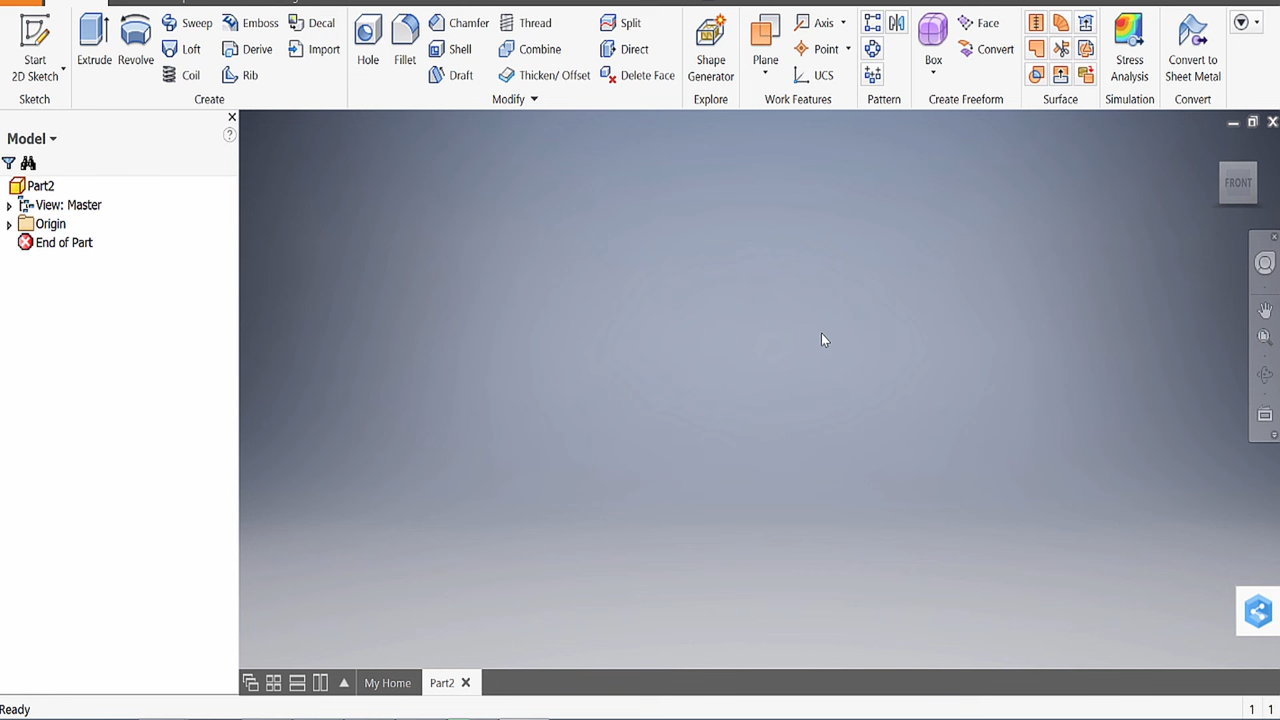 Start
2D Sketch
Sketch
Extrude
Revolve
Sweep
Loft
Coil
Emboss
Derive
Rib
Decal
Import
Create
Hole
Fillet
Chamfer
Shell
Draft
Thread
Combine
Thicken/ Offset
Split
Direct
Delete Face
Modify
Shape
Generator
Explore
Plane
Axis
Point
UCS
Work Features
Pattern
Box
Face
Convert
Create Freeform
Surface
Stress
Analysis
Simulation
Convert to
Sheet Metal
Convert
Model
Part2
View: Master
Origin
End of Part
FRONT
My Home
Part2
Ready
1 1